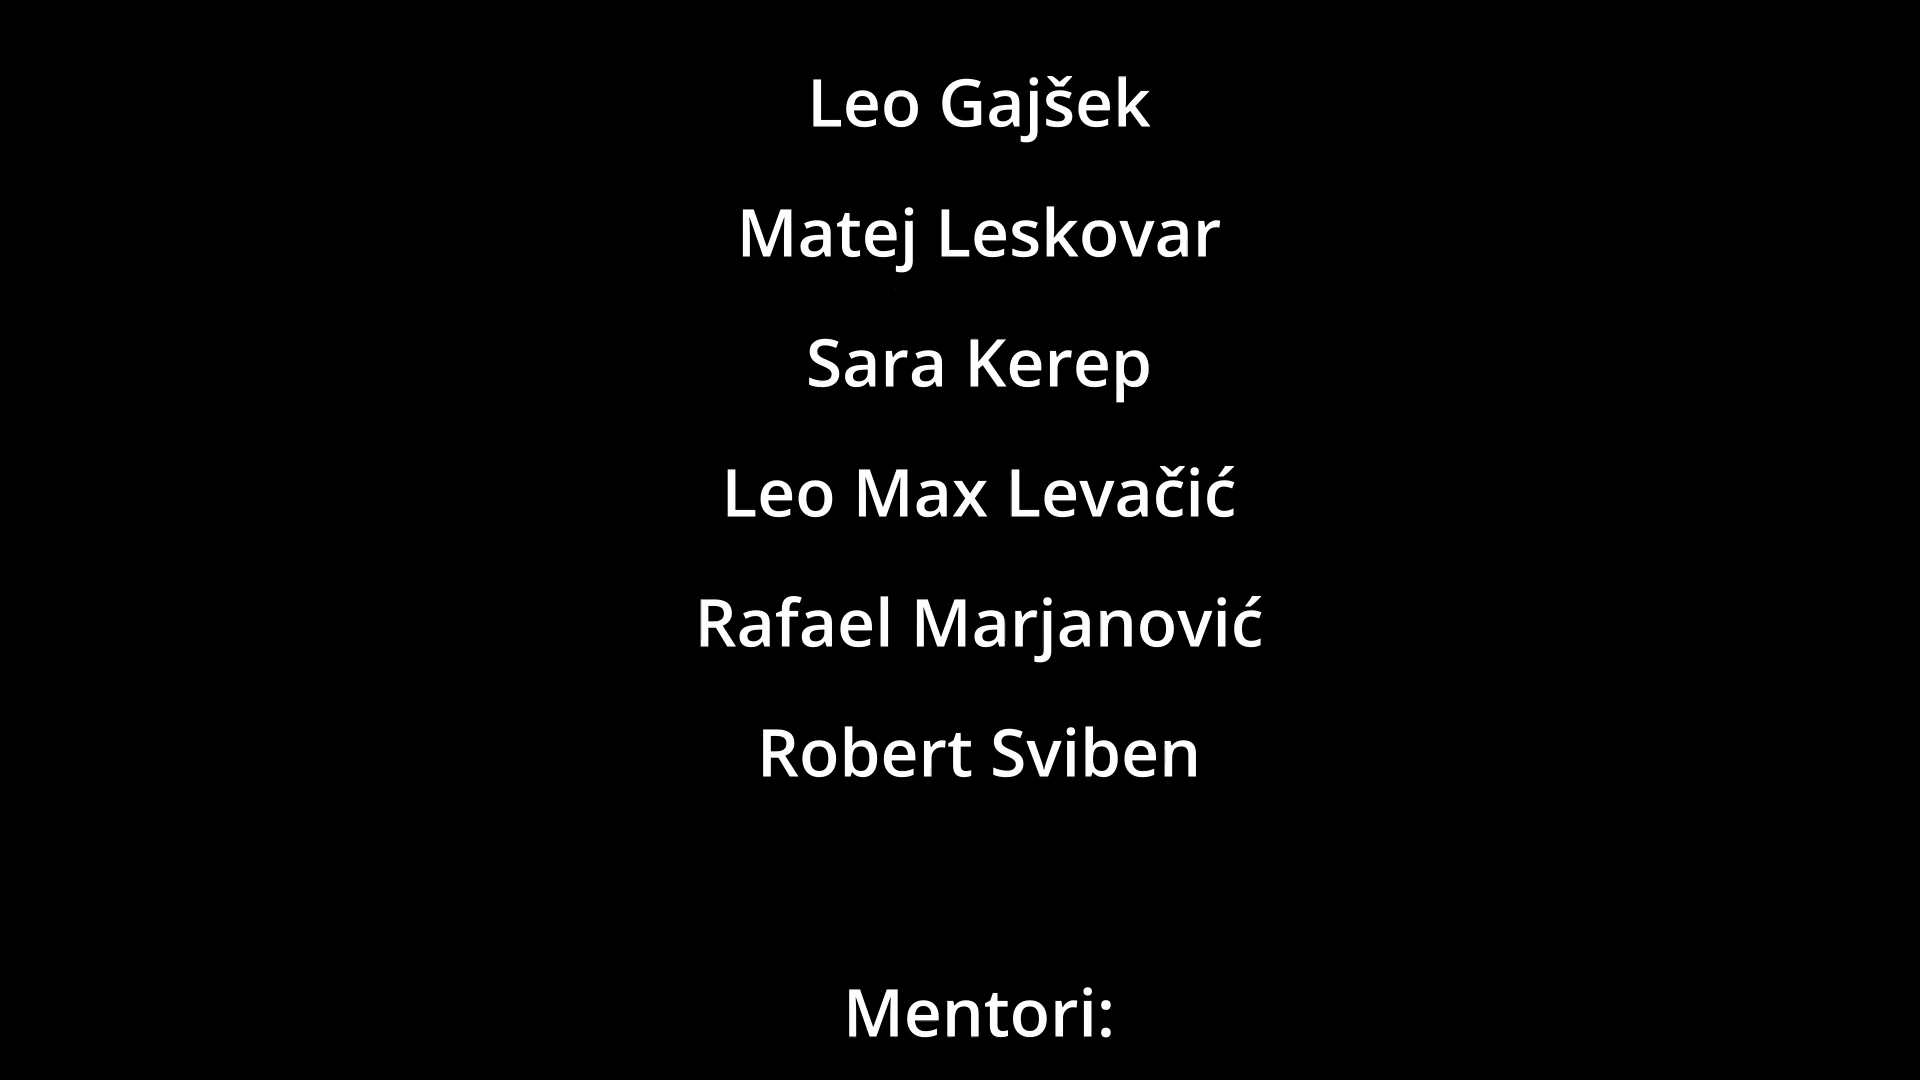 Leo Gajšek
Matej Leskovar
Sara Kerep
Leo Max Levačić
Rafael Marjanović
Robert Sviben
Mentori: